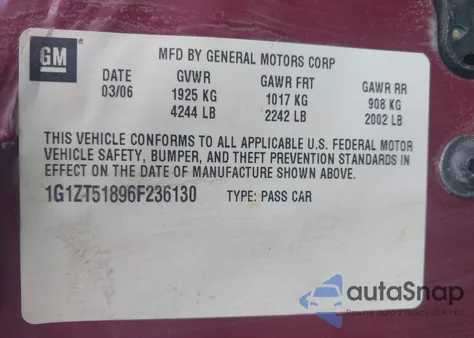 GM
MFD BY GENERAL MOTORS CORP
DATE GVWR GAWR FRT GAWR RR
03/06 1925 KG 1017 KG 908 KG
4244 LB 2242 LB 2002 LB
THIS VEHICLE CONFORMS TO ALL APPLICABLE U.S. FEDERAL MOTOR
VEHICLE SAFETY, BUMPER, AND THEFT PREVENTION STANDARDS IN
EFFECT ON THE DATE OF MANUFACTURE SHOWN ABOVE.
1G1ZT51896F236130 TYPE: PASS CAR
autoSnap